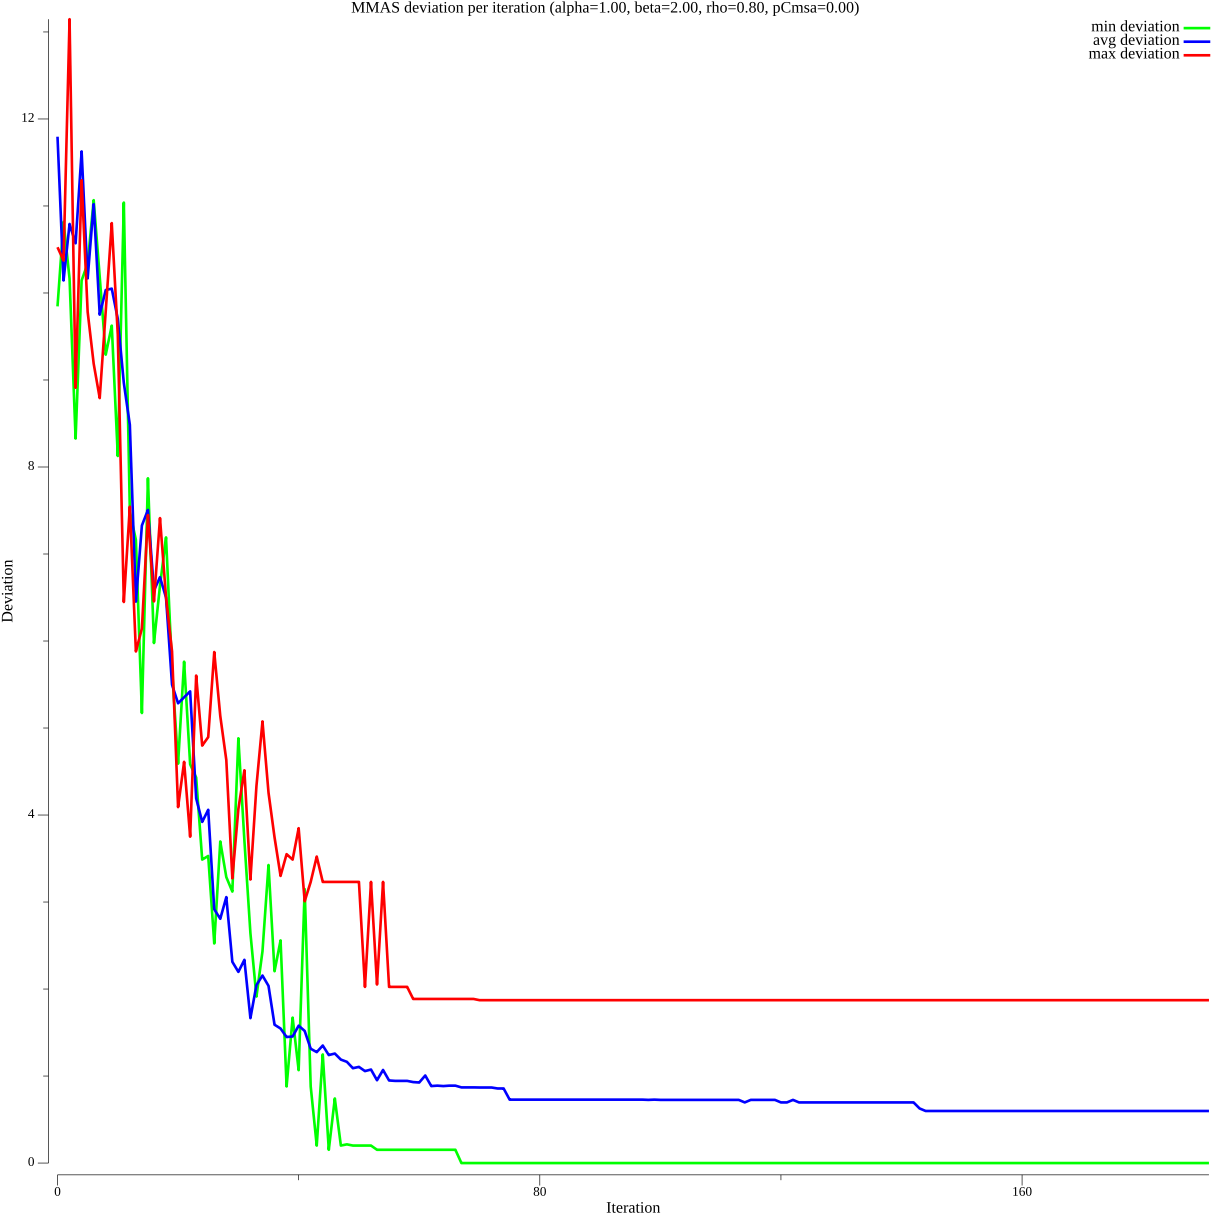 MMAS deviation per iteration (alpha=1.00, beta=2.00, rho=0.80, pCmsa=0.00)
min deviation
avg deviation
max deviation
12
8
4
0
Deviation
0
80
160
Iteration